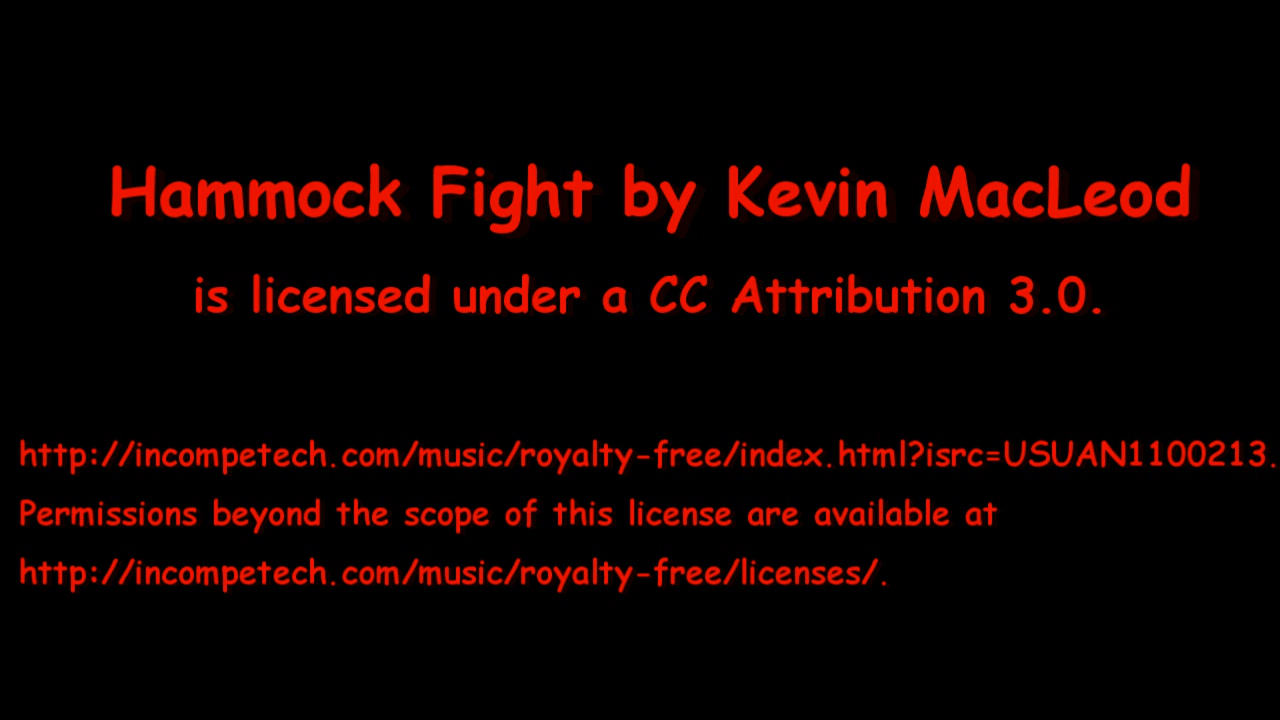 Hammock Fight by Kevin MacLeod
is licensed under a CC Attribution 3.0.
http://incompetech.com/music/royalty-free/index.html?isrc=USUAN1100213.
Permissions beyond the scope of this license are available at
http://incompetech.com/music/royalty-free/licenses/.